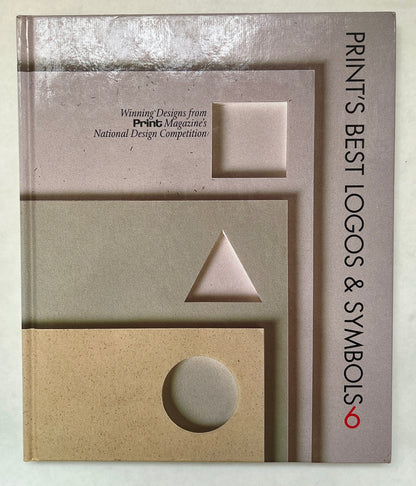 Winning Designs from
Print Magazine's
National Design Competition
PRINT'S BEST LOGOS & SYMBOLS 6